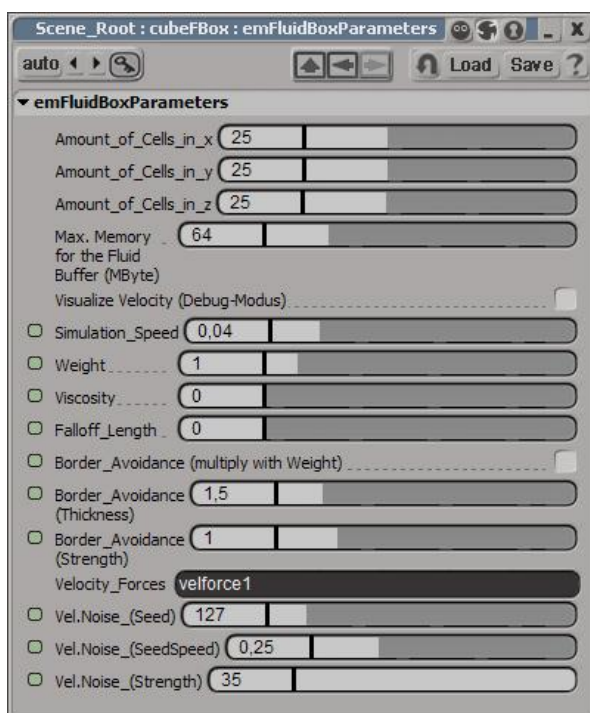 Scene_Root : cubeFBox : emFluidBoxParameters
auto
Load Save ?
emFluidBoxParameters
Amount_of_Cells_in_x 25
Amount_of_Cells_in_y 25
Amount_of_Cells_in_z 25
Max. Memory 64
for the Fluid
Buffer (MByte)
Visualize Velocity (Debug-Modus)
Simulation_Speed 0,04
Weight 1
Viscosity 0
Falloff_Length 0
Border_Avoidance (multiply with Weight)
Border_Avoidance 1,5
(Thickness)
Border_Avoidance 1
(Strength)
Velocity_Forces velforce1
Vel.Noise_(Seed) 127
Vel.Noise_(SeedSpeed) 0,25
Vel.Noise_(Strength) 35